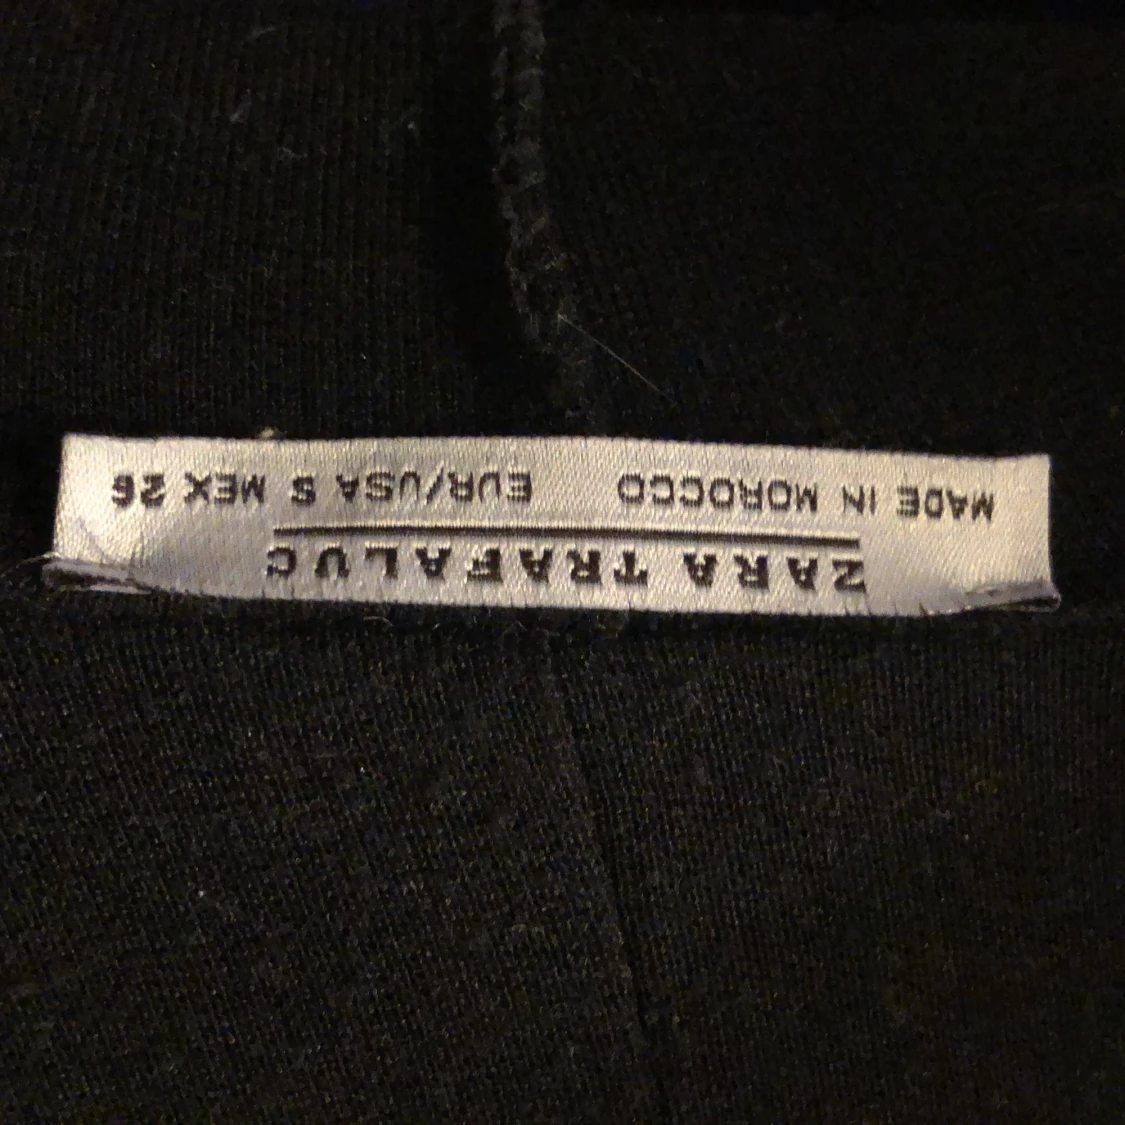 ZARA TRAFALUC
MADE IN MOROCCO EUR/USA S MEX 26